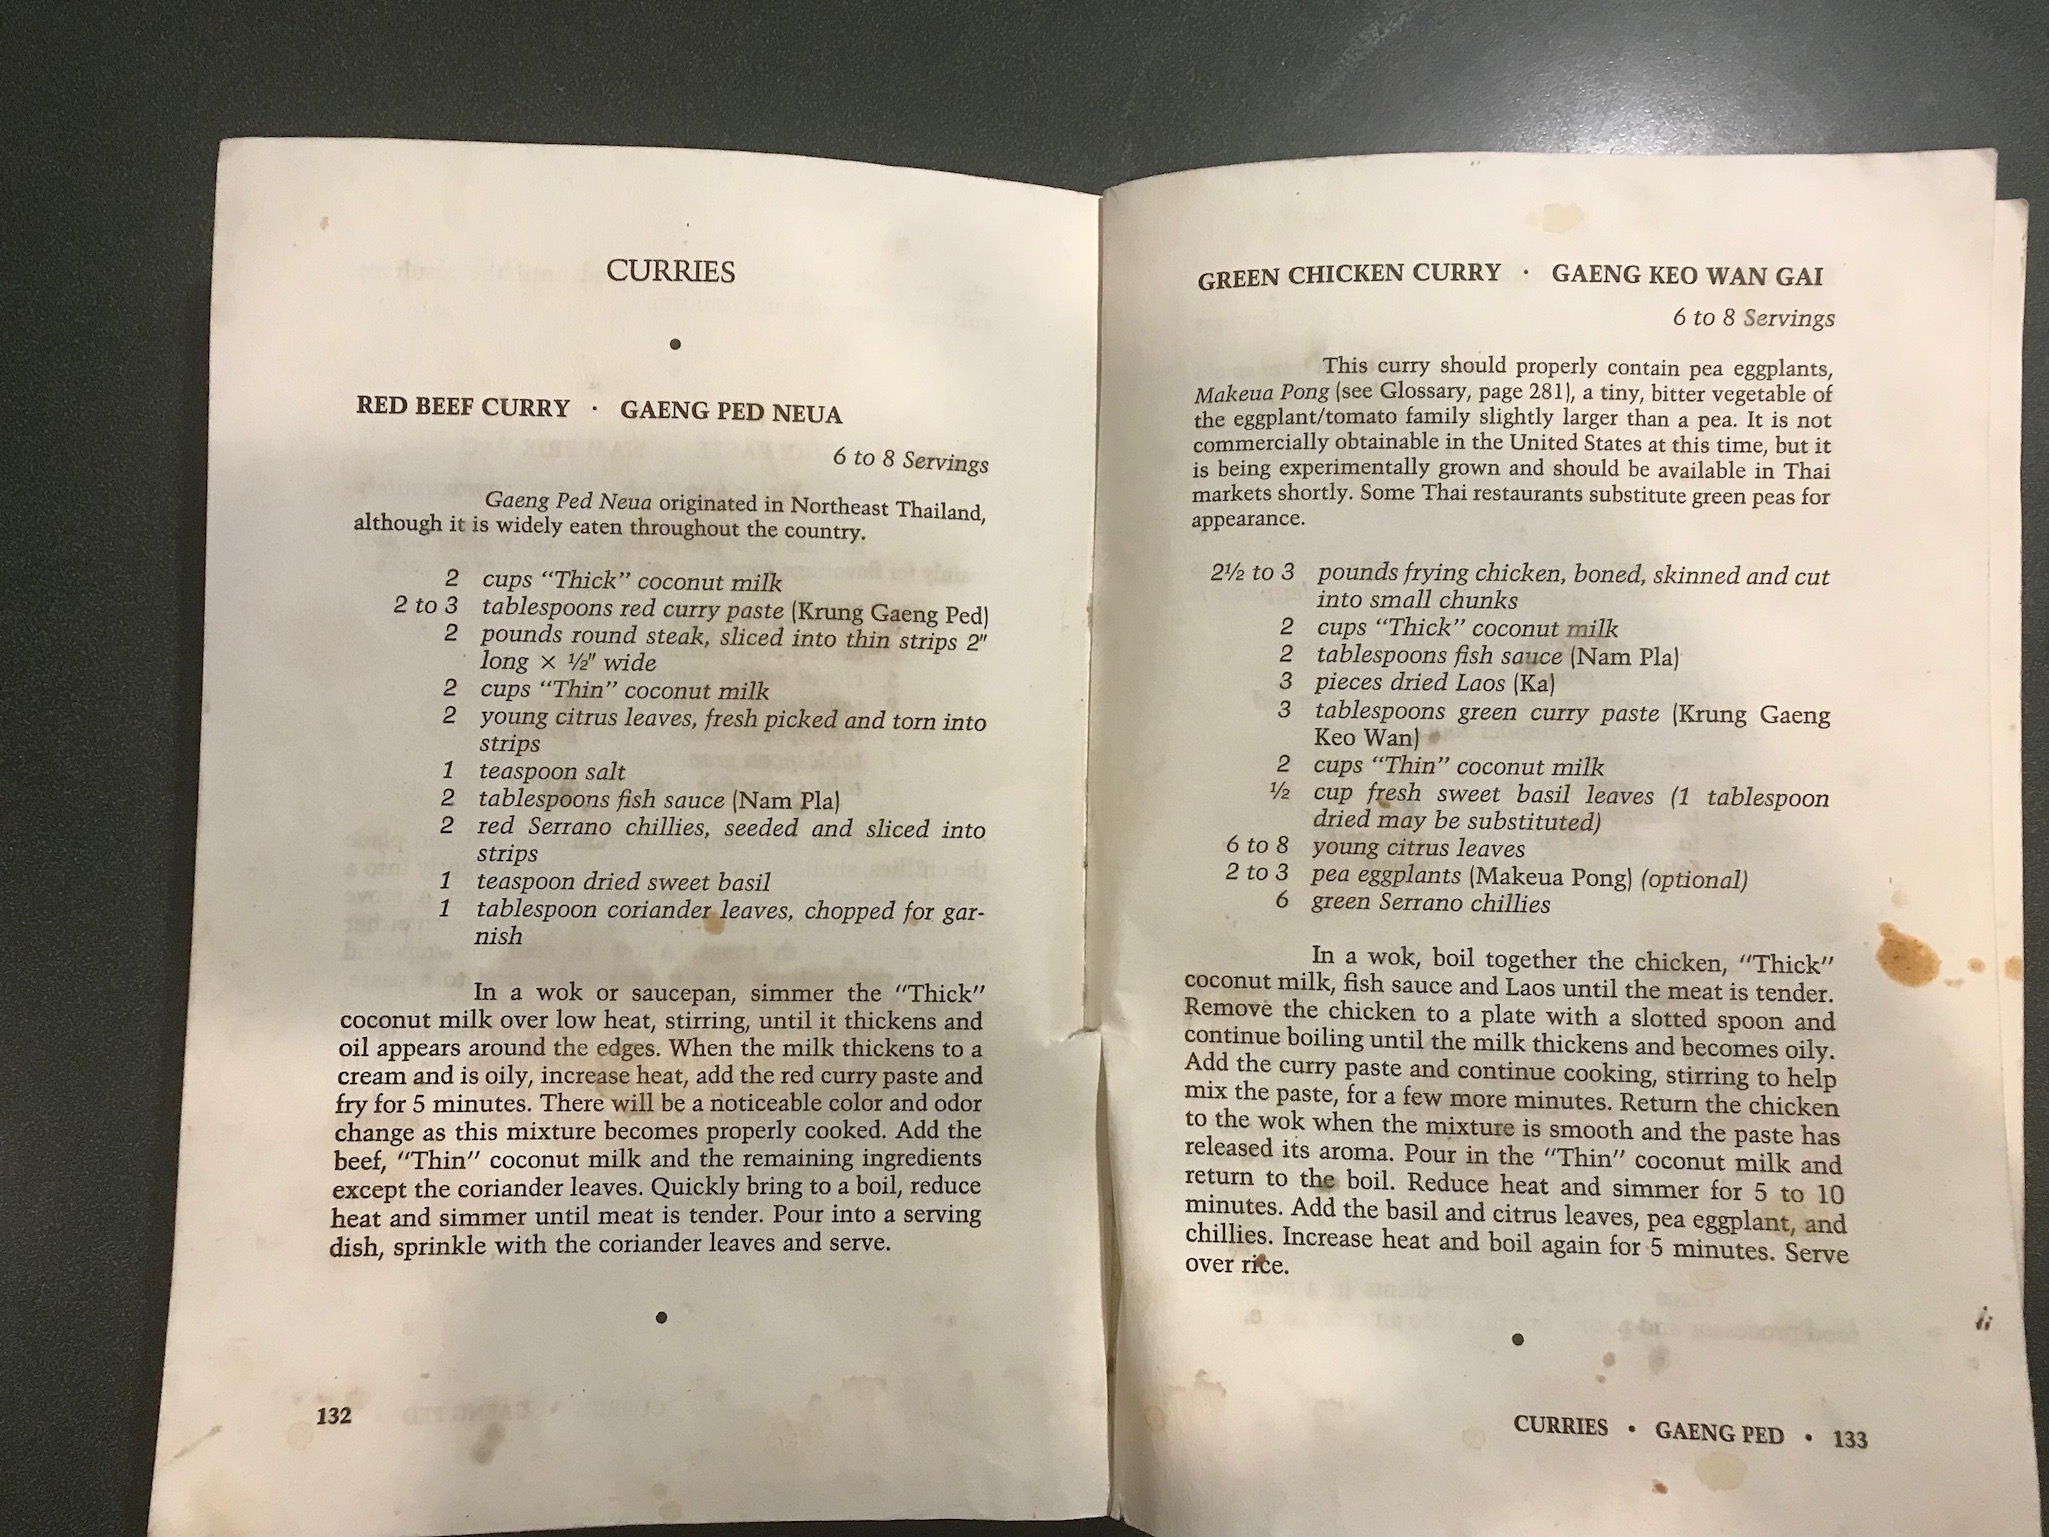 CURRIES
•
RED BEEF CURRY · GAENG PED NEUA
6 to 8 Servings
Gaeng Ped Neua originated in Northeast Thailand,
although it is widely eaten throughout the country.
2 cups “Thick” coconut milk
2 to 3 tablespoons red curry paste (Krung Gaeng Ped)
2 pounds round steak, sliced into thin strips 2″
long × ½″ wide
2 cups “Thin” coconut milk
2 young citrus leaves, fresh picked and torn into
strips
1 teaspoon salt
2 tablespoons fish sauce (Nam Pla)
2 red Serrano chillies, seeded and sliced into
strips
1 teaspoon dried sweet basil
1 tablespoon coriander leaves, chopped for gar-
nish
In a wok or saucepan, simmer the “Thick”
coconut milk over low heat, stirring, until it thickens and
oil appears around the edges. When the milk thickens to a
cream and is oily, increase heat, add the red curry paste and
fry for 5 minutes. There will be a noticeable color and odor
change as this mixture becomes properly cooked. Add the
beef, “Thin” coconut milk and the remaining ingredients
except the coriander leaves. Quickly bring to a boil, reduce
heat and simmer until meat is tender. Pour into a serving
dish, sprinkle with the coriander leaves and serve.
•
132
GREEN CHICKEN CURRY · GAENG KEO WAN GAI
6 to 8 Servings
This curry should properly contain pea eggplants,
Makeua Pong (see Glossary, page 281), a tiny, bitter vegetable of
the eggplant/tomato family slightly larger than a pea. It is not
commercially obtainable in the United States at this time, but it
is being experimentally grown and should be available in Thai
markets shortly. Some Thai restaurants substitute green peas for
appearance.
2½ to 3 pounds frying chicken, boned, skinned and cut
into small chunks
2 cups “Thick” coconut milk
2 tablespoons fish sauce (Nam Pla)
3 pieces dried Laos (Ka)
3 tablespoons green curry paste (Krung Gaeng
Keo Wan)
2 cups “Thin” coconut milk
½ cup fresh sweet basil leaves (1 tablespoon
dried may be substituted)
6 to 8 young citrus leaves
2 to 3 pea eggplants (Makeua Pong) (optional)
6 green Serrano chillies
In a wok, boil together the chicken, “Thick”
coconut milk, fish sauce and Laos until the meat is tender.
Remove the chicken to a plate with a slotted spoon and
continue boiling until the milk thickens and becomes oily.
Add the curry paste and continue cooking, stirring to help
mix the paste, for a few more minutes. Return the chicken
to the wok when the mixture is smooth and the paste has
released its aroma. Pour in the “Thin” coconut milk and
return to the boil. Reduce heat and simmer for 5 to 10
minutes. Add the basil and citrus leaves, pea eggplant, and
chillies. Increase heat and boil again for 5 minutes. Serve
over rice.
•
CURRIES • GAENG PED • 133